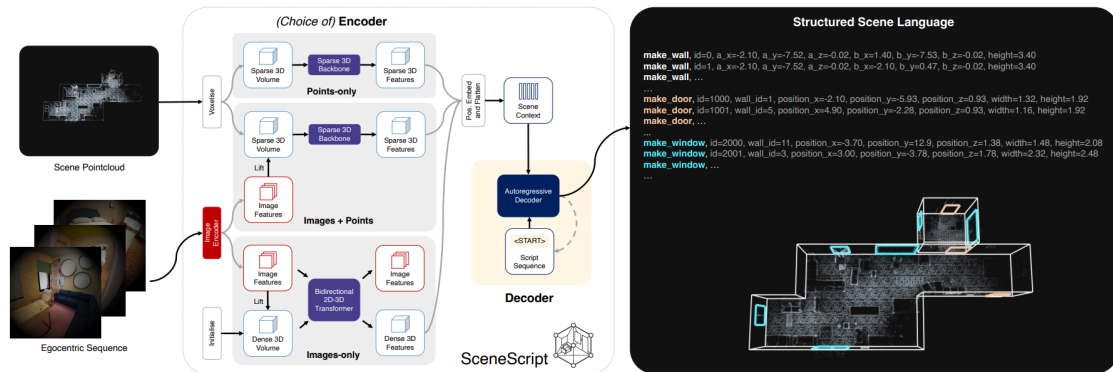 (Choice of) Encoder
Structured Scene Language
Scene Pointcloud
Egocentric Sequence
Voxelise
Image Encoder
Initialise
Sparse 3D Volume
Sparse 3D Backbone
Sparse 3D Features
Points-only
Sparse 3D Volume
Sparse 3D Backbone
Sparse 3D Features
Lift
Image Features
Images + Points
Image Features
Bidirectional 2D-3D Transformer
Image Features
Lift
Dense 3D Volume
Dense 3D Features
Images-only
Pos. Embed and Flatten
Scene Context
Autoregressive Decoder
<START>
Script Sequence
Decoder
SceneScript
make_wall, id=0, a_x=-2.10, a_y=-7.52, a_z=-0.02, b_x=1.40, b_y=-7.53, b_z=-0.02, height=3.40
make_wall, id=1, a_x=-2.10, a_y=-7.52, a_z=-0.02, b_x=-2.10, b_y=0.47, b_z=-0.02, height=3.40
make_wall, …
…
make_door, id=1000, wall_id=1, position_x=-2.10, position_y=-5.93, position_z=0.93, width=1.32, height=1.92
make_door, id=1001, wall_id=5, position_x=4.90, position_y=-2.28, position_z=0.93, width=1.16, height=1.92
make_door, …
...
make_window, id=2000, wall_id=11, position_x=-3.70, position_y=12.9, position_z=1.38, width=1.48, height=2.08
make_window, id=2001, wall_id=3, position_x=3.00, position_y=-3.78, position_z=1.78, width=2.32, height=2.48
make_window, …
…